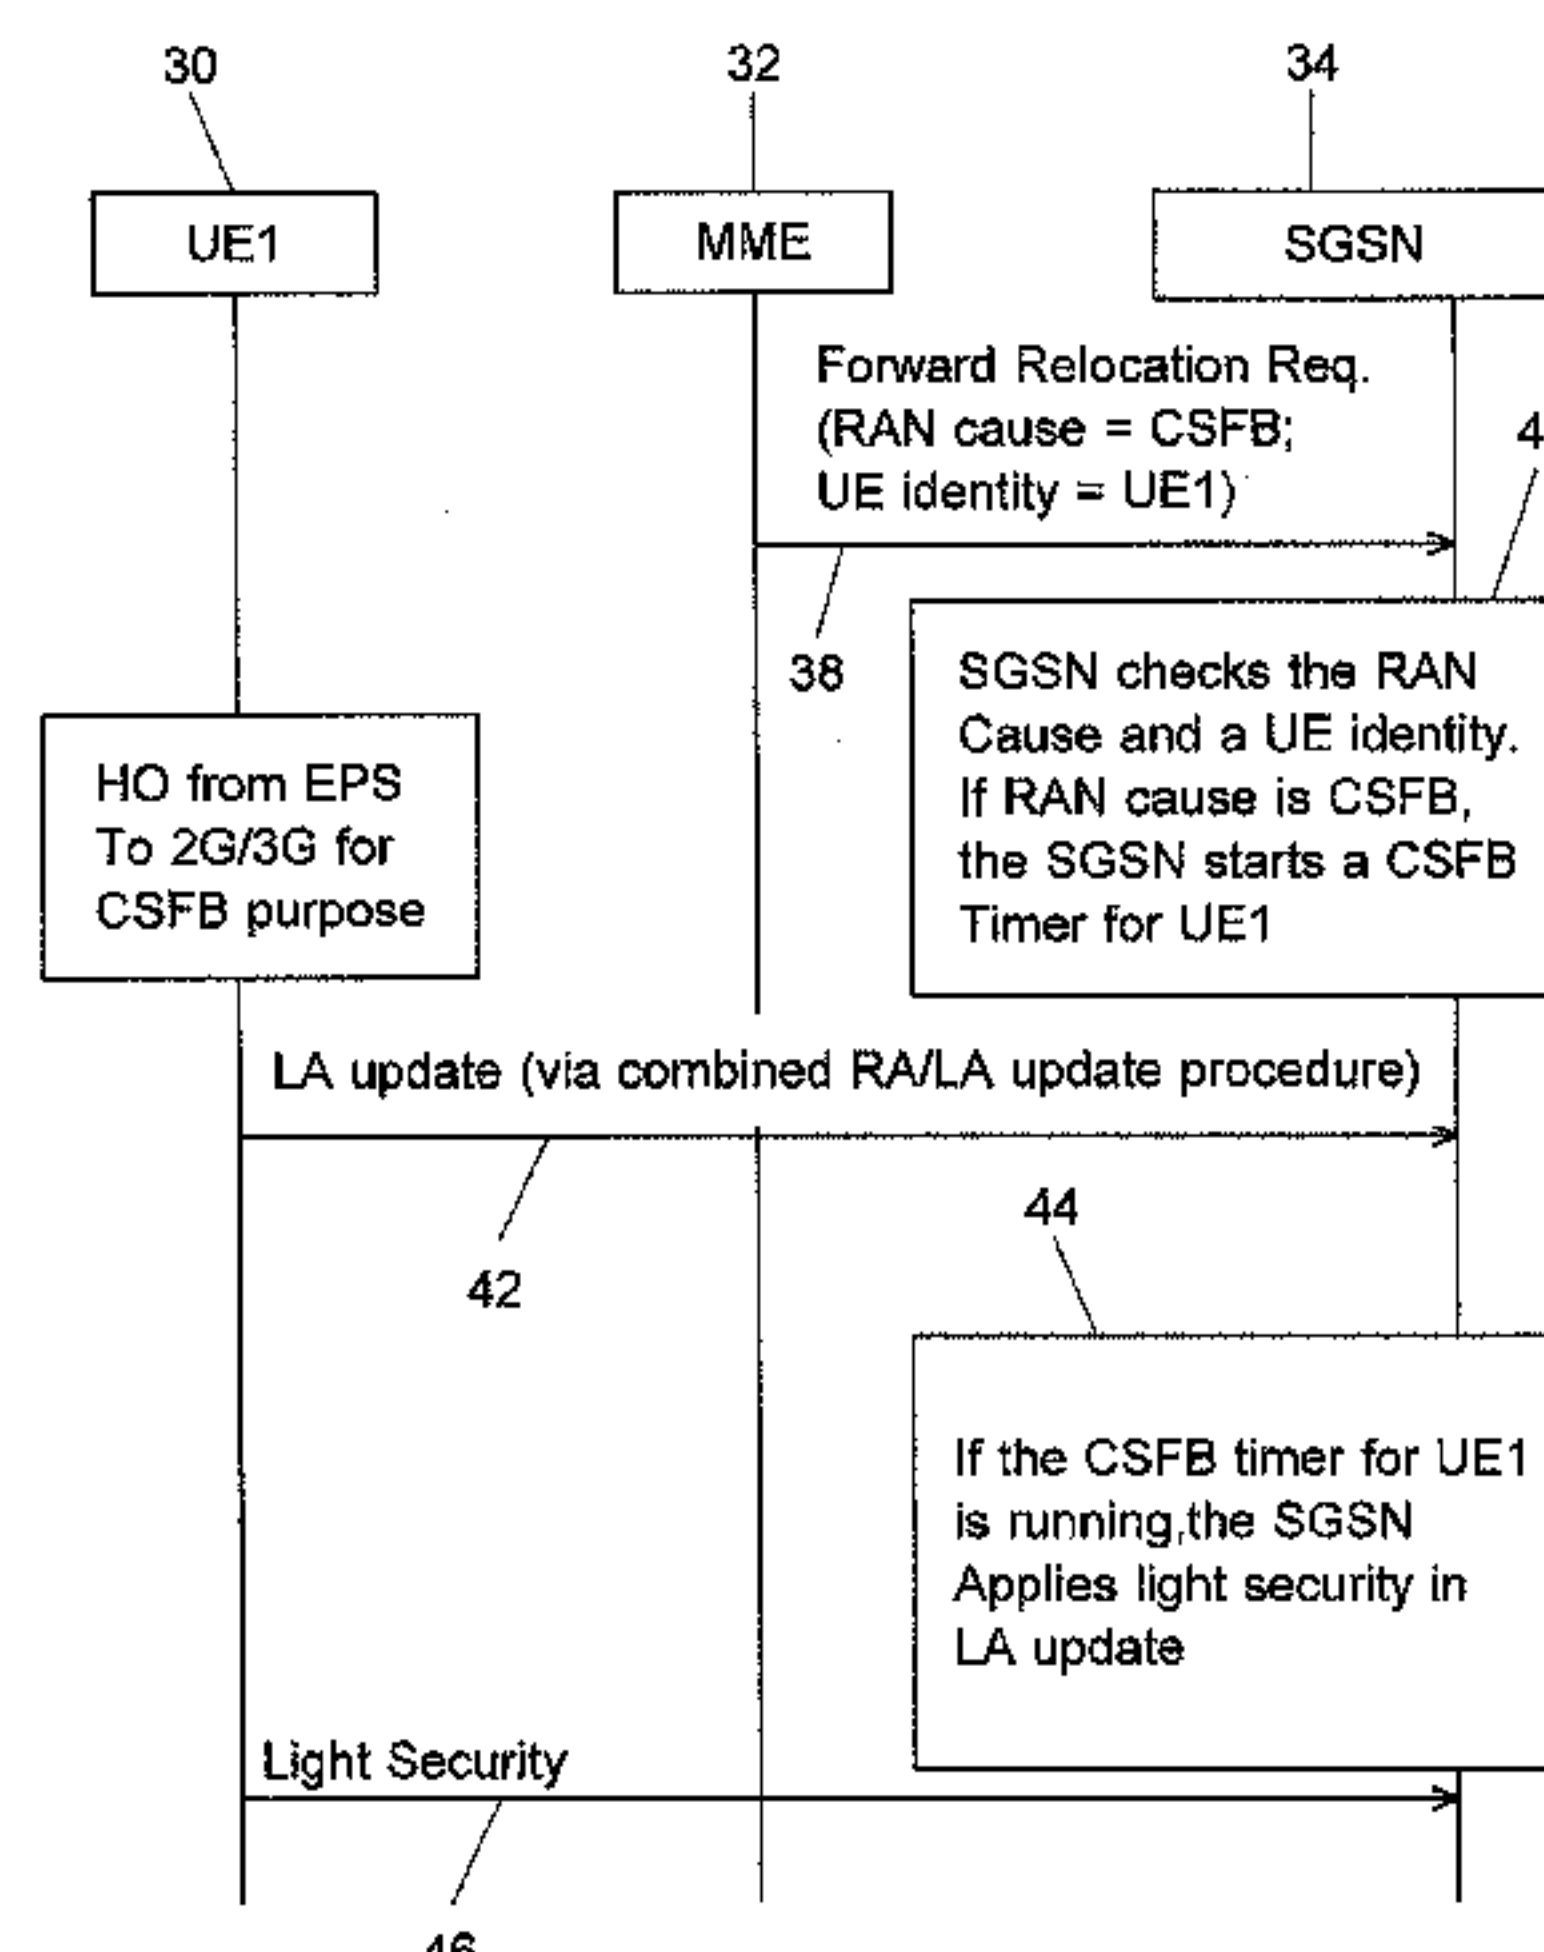 30
32
34
UE1
MME
SGSN
Forward Relocation Req.
(RAN cause = CSFB;
UE identity = UE1)
38
SGSN checks the RAN
Cause and a UE identity.
If RAN cause is CSFB,
the SGSN starts a CSFB
Timer for UE1
HO from EPS
To 2G/3G for
CSFB purpose
LA update (via combined RA/LA update procedure)
42
44
If the CSFB timer for UE1
is running,the SGSN
Applies light security in
LA update
Light Security
46